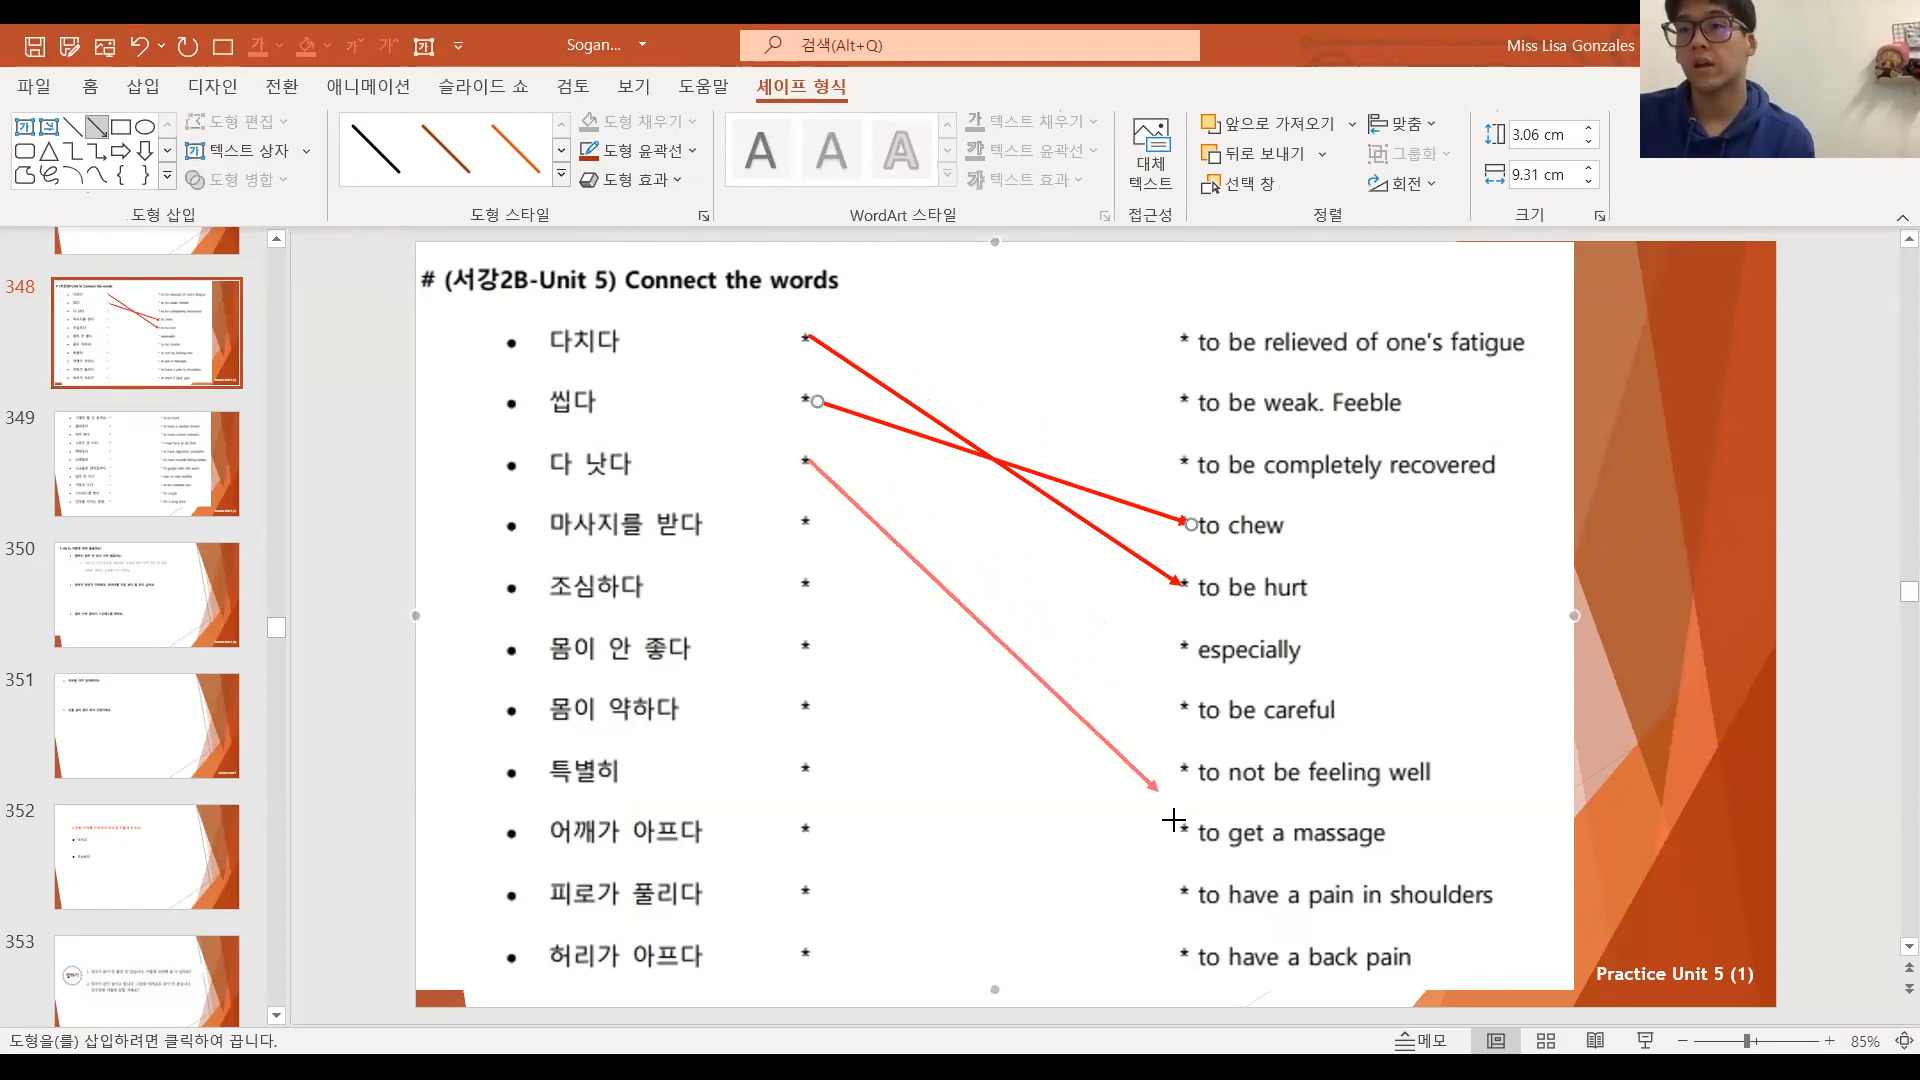 Sogan...
검색(Alt+Q)
Miss Lisa Gonzales
파일 홈 삽입 디자인 전환 애니메이션 슬라이드 쇼 검토 보기 도움말 셰이프 형식
도형 편집
텍스트 상자
도형 병합
도형 삽입
도형 채우기
도형 윤곽선
도형 효과
도형 스타일
A A A
텍스트 채우기
텍스트 윤곽선
텍스트 효과
WordArt 스타일
대체
텍스트
접근성
앞으로 가져오기
뒤로 보내기
선택 창
맞춤
그룹화
회전
정렬
3.06 cm
9.31 cm
크기
348
349
350
351
352
353
# (서강2B-Unit 5) Connect the words
• 다치다 * * to be relieved of one's fatigue
• 씹다 * * to be weak. Feeble
• 다 낫다 * * to be completely recovered
• 마사지를 받다 * to chew
• 조심하다 * * to be hurt
• 몸이 안 좋다 * * especially
• 몸이 약하다 * * to be careful
• 특별히 * * to not be feeling well
• 어깨가 아프다 * * to get a massage
• 피로가 풀리다 * * to have a pain in shoulders
• 허리가 아프다 * * to have a back pain
Practice Unit 5 (1)
도형을(를) 삽입하려면 클릭하여 끕니다.
메모
85%